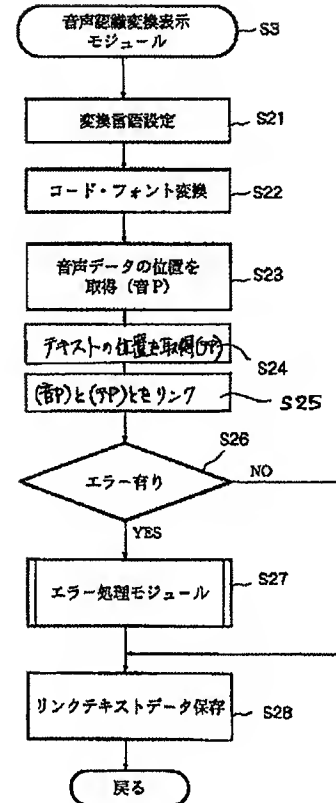 音声認識変換表示
モジュール
S3
変換言語設定
S21
コード・フォント変換
S22
音声データの位置を
取得(音P)
S23
テキストの位置を取得(テP)
S24
(音P)と(テP)とをリンク
S25
S26
エラー有り
NO
YES
エラー処理モジュール
S27
リンクテキストデータ保存
S28
戻る